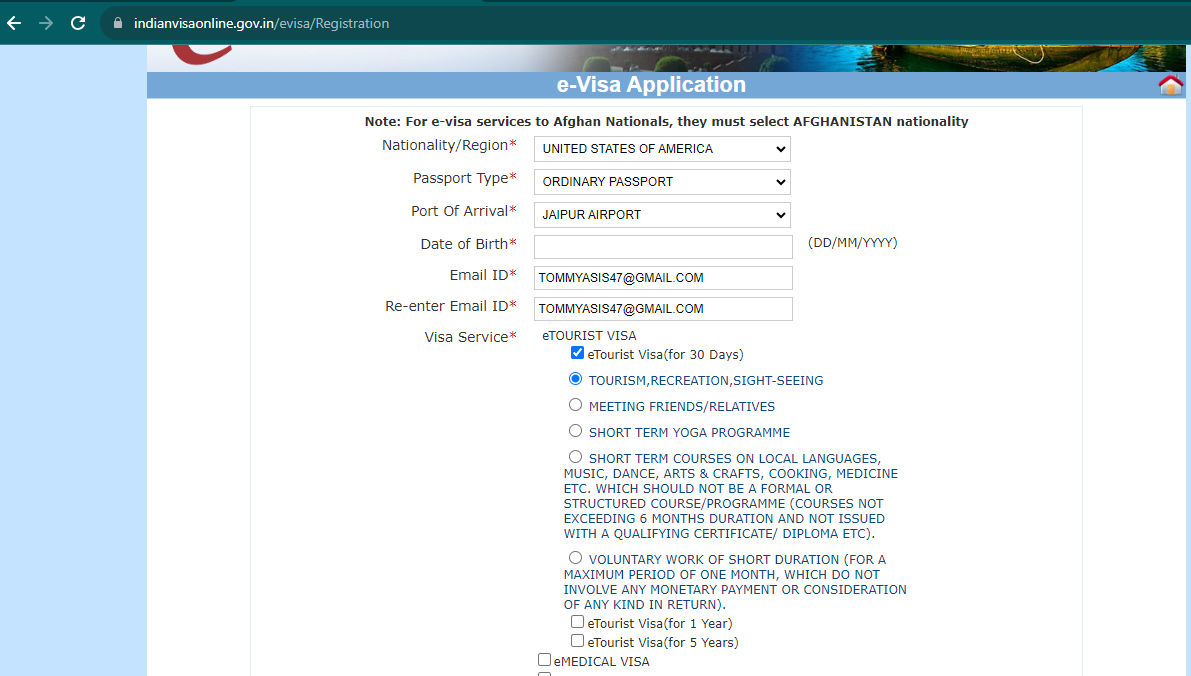 indianvisaonline.gov.in/evisa/Registration
e-Visa Application
Note: For e-visa services to Afghan Nationals, they must select AFGHANISTAN nationality
Nationality/Region* UNITED STATES OF AMERICA
Passport Type* ORDINARY PASSPORT
Port Of Arrival* JAIPUR AIRPORT
Date of Birth* (DD/MM/YYYY)
Email ID* TOMMYASIS47@GMAIL.COM
Re-enter Email ID* TOMMYASIS47@GMAIL.COM
Visa Service* eTOURIST VISA
eTourist Visa(for 30 Days)
TOURISM,RECREATION,SIGHT-SEEING
MEETING FRIENDS/RELATIVES
SHORT TERM YOGA PROGRAMME
SHORT TERM COURSES ON LOCAL LANGUAGES,
MUSIC, DANCE, ARTS & CRAFTS, COOKING, MEDICINE
ETC. WHICH SHOULD NOT BE A FORMAL OR
STRUCTURED COURSE/PROGRAMME (COURSES NOT
EXCEEDING 6 MONTHS DURATION AND NOT ISSUED
WITH A QUALIFYING CERTIFICATE/ DIPLOMA ETC).
VOLUNTARY WORK OF SHORT DURATION (FOR A
MAXIMUM PERIOD OF ONE MONTH, WHICH DO NOT
INVOLVE ANY MONETARY PAYMENT OR CONSIDERATION
OF ANY KIND IN RETURN).
eTourist Visa(for 1 Year)
eTourist Visa(for 5 Years)
eMEDICAL VISA